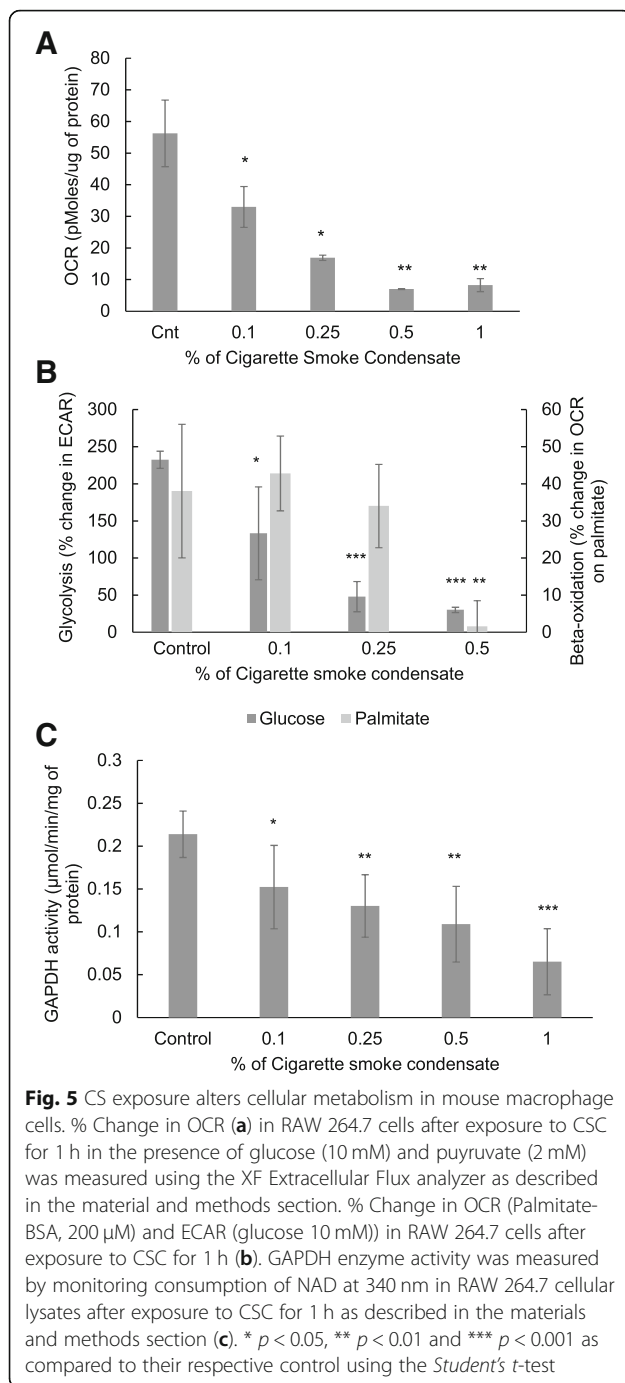 A
80
70
60
50
40
30
20
10
0
OCR (pMoles/ug of protein)
*
*
**
**
Cnt 0.1 0.25 0.5 1
% of Cigarette Smoke Condensate
B
300
250
200
150
100
50
0
Glycolysis (% change in ECAR)
60
50
40
30
20
10
0
Beta-oxidation (% change in OCR
on palmitate)
*
***
*** **
Control 0.1 0.25 0.5
% of Cigarette smoke condensate
Glucose Palmitate
C
0.3
0.25
0.2
0.15
0.1
0.05
0
GAPDH activity (µmol/min/mg of
protein)
*
**
**
***
Control 0.1 0.25 0.5 1
% of Cigarette smoke condensate
Fig. 5 CS exposure alters cellular metabolism in mouse macrophage
cells. % Change in OCR (a) in RAW 264.7 cells after exposure to CSC
for 1 h in the presence of glucose (10 mM) and puyruvate (2 mM)
was measured using the XF Extracellular Flux analyzer as described
in the material and methods section. % Change in OCR (Palmitate-
BSA, 200 µM) and ECAR (glucose 10 mM)) in RAW 264.7 cells after
exposure to CSC for 1 h (b). GAPDH enzyme activity was measured
by monitoring consumption of NAD at 340 nm in RAW 264.7 cellular
lysates after exposure to CSC for 1 h as described in the materials
and methods section (c). * p < 0.05, ** p < 0.01 and *** p < 0.001 as
compared to their respective control using the Student's t-test